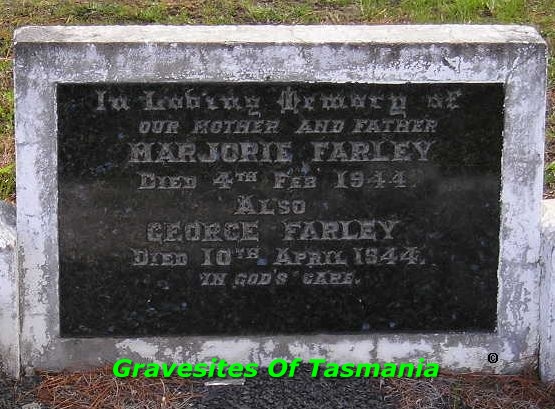 In Loving Memory of
OUR MOTHER AND FATHER
MARJORIE FARLEY
DIED 4TH FEB 1944.
ALSO
GEORGE FARLEY
DIED 10TH APRIL 1944.
IN GOD'S CARE.
Gravesites Of Tasmania
®